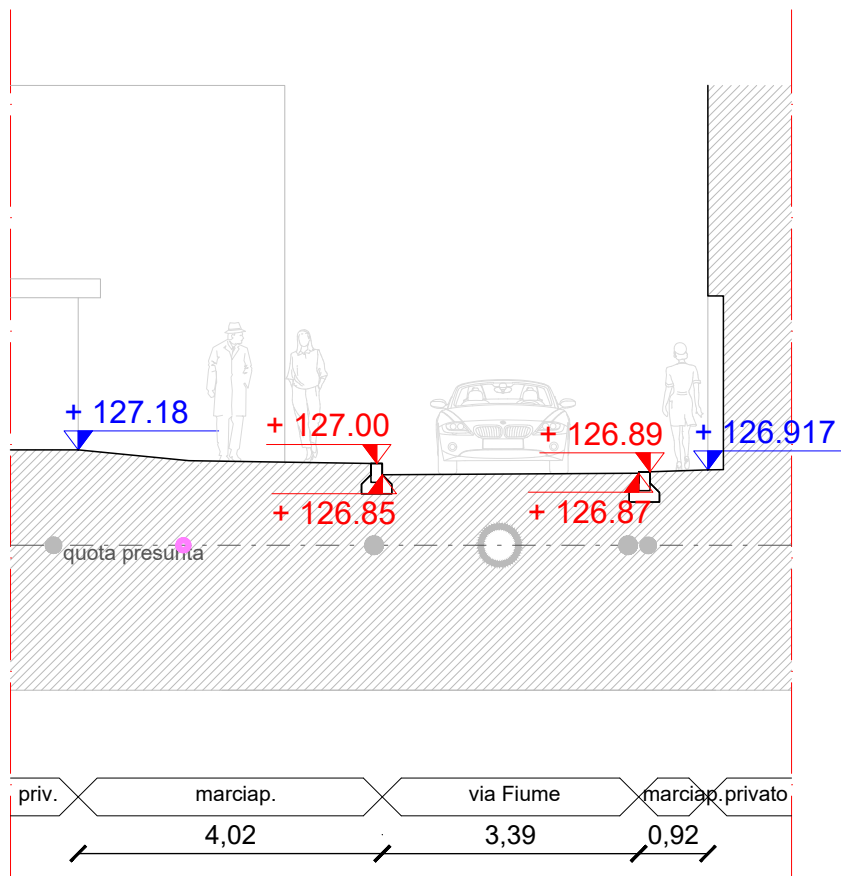 + 127.18
+ 127.00
+ 126.89
+ 126.917
+ 126.85
+ 126.87
quota presunta
priv.
marciap.
via Fiume
marciap.
privato
4,02
3,39
0,92